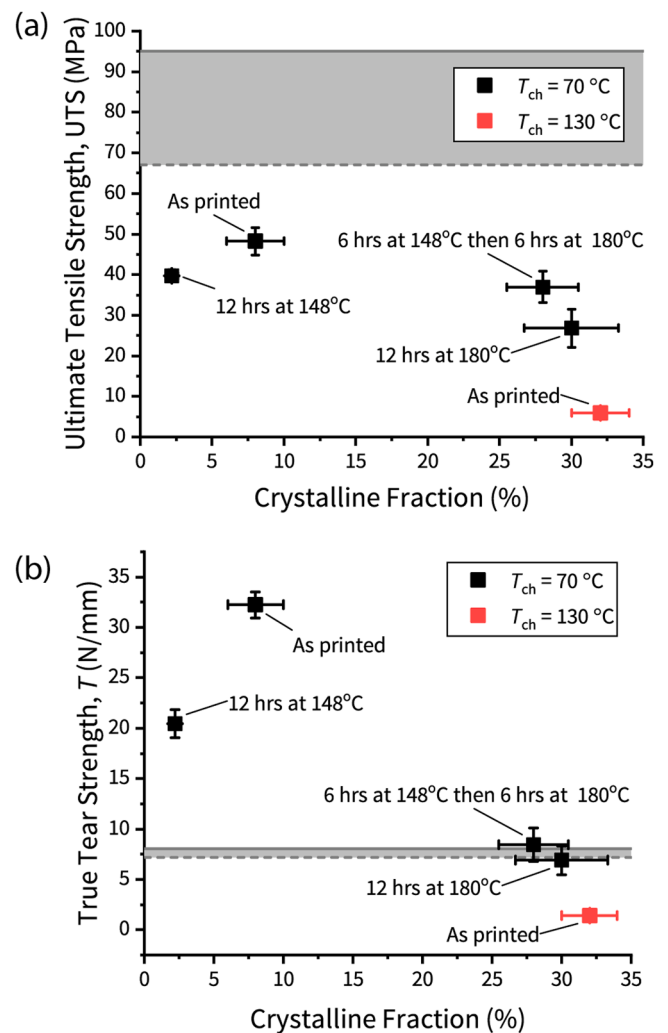 (a)
Ultimate Tensile Strength, UTS (MPa)
100
90
80
70
60
50
40
30
20
10
0
T_ch = 70 °C
T_ch = 130 °C
As printed
12 hrs at 148°C
6 hrs at 148°C then 6 hrs at 180°C
12 hrs at 180°C
As printed
0 5 10 15 20 25 30 35
Crystalline Fraction (%)
(b)
True Tear Strength, T (N/mm)
35
30
25
20
15
10
5
0
T_ch = 70 °C
T_ch = 130 °C
As printed
12 hrs at 148°C
6 hrs at 148°C then 6 hrs at 180°C
12 hrs at 180°C
As printed
0 5 10 15 20 25 30 35
Crystalline Fraction (%)